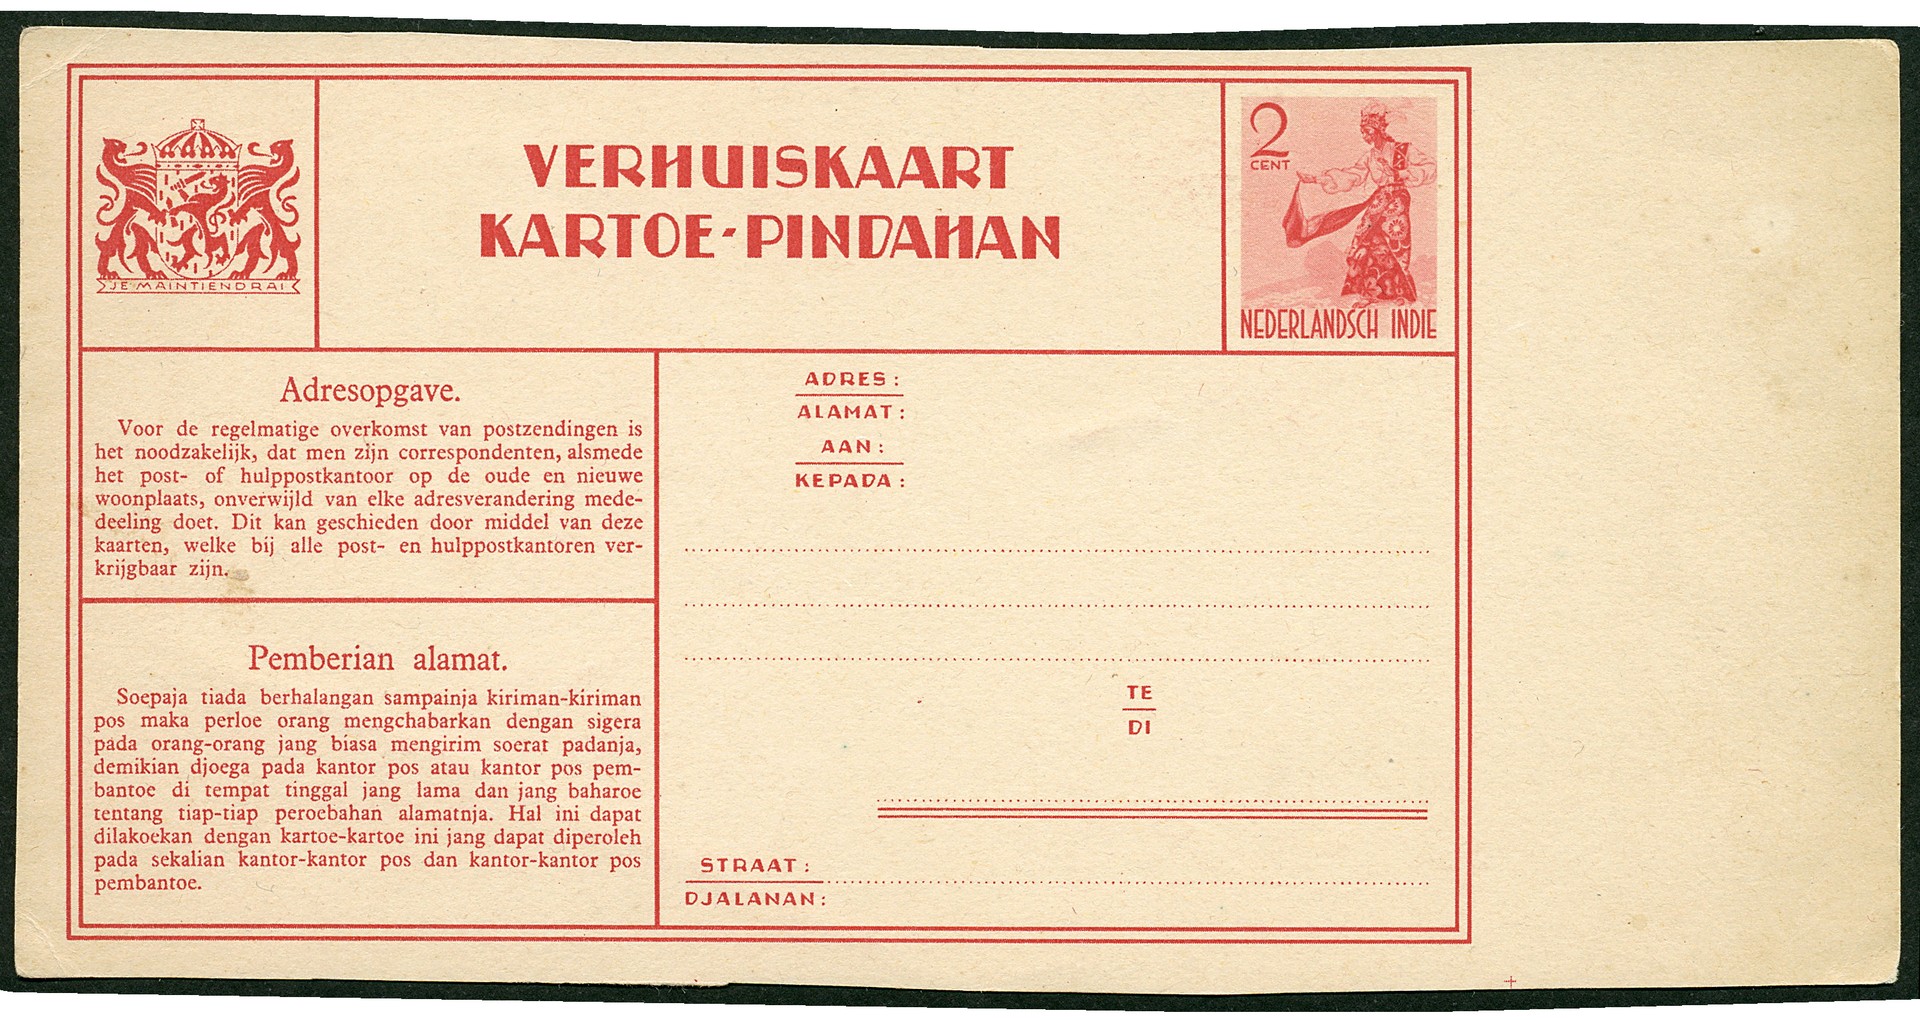 JE MAINTIENDRAI
VERHUISKAART
KARTOE-PINDAHAN
2
CENT
NEDERLANDSCH INDIE
Adresopgave.
Voor de regelmatige overkomst van postzendingen is
het noodzakelijk, dat men zijn correspondenten, alsmede
het post- of hulppostkantoor op de oude en nieuwe
woonplaats, onverwijld van elke adresverandering mede-
deeling doet. Dit kan geschieden door middel van deze
kaarten, welke bij alle post- en hulppostkantoren ver-
krijgbaar zijn.
Pemberian alamat.
Soepaja tiada berhalangan sampainja kiriman-kiriman
pos maka perloe orang mengchabarkan dengan sigera
pada orang-orang jang biasa mengirim soerat padanja,
demikian djoega pada kantor pos atau kantor pos pem-
bantoe di tempat tinggal jang lama dan jang baharoe
tentang tiap-tiap peroebahan alamatnja. Hal ini dapat
dilakoekan dengan kartoe-kartoe ini jang dapat diperoleh
pada sekalian kantor-kantor pos dan kantor-kantor pos
pembantoe.
ADRES:
ALAMAT:
AAN:
KEPADA:
TE
DI
STRAAT:
DJALANAN: